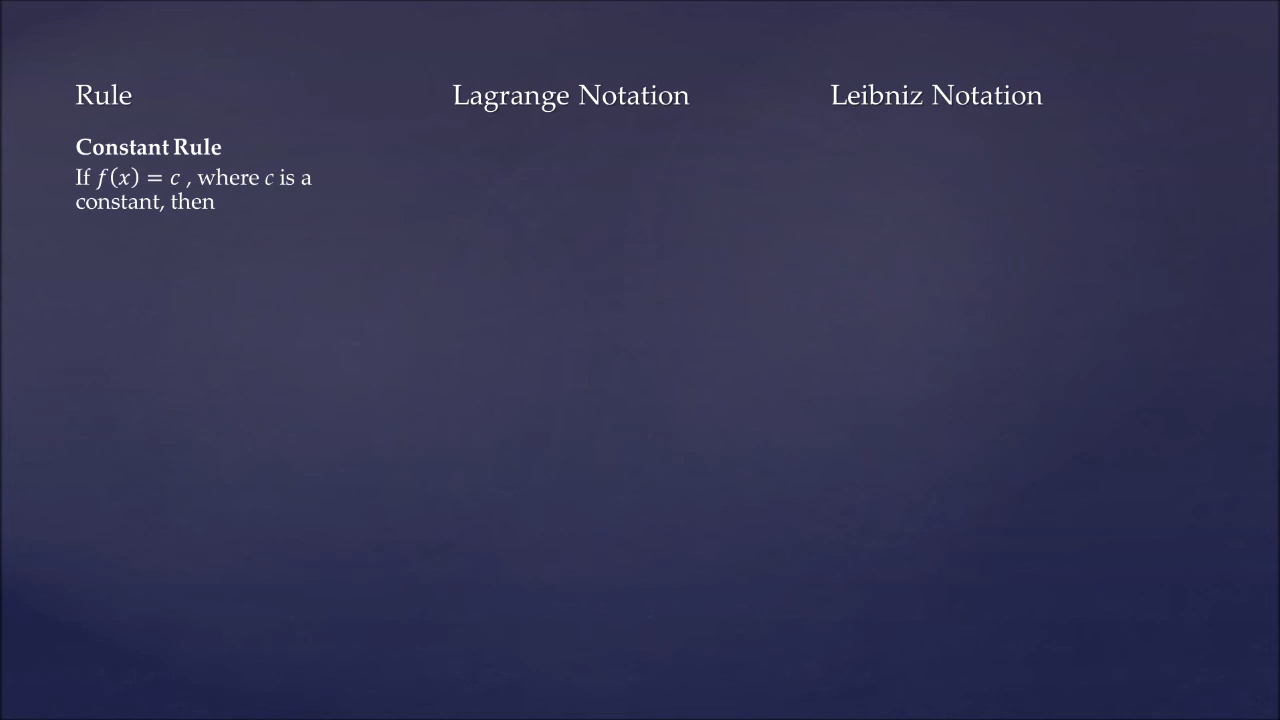 Rule
Lagrange Notation
Leibniz Notation
Constant Rule
If 𝑓(𝑥) = 𝑐 , where 𝑐 is a
constant, then